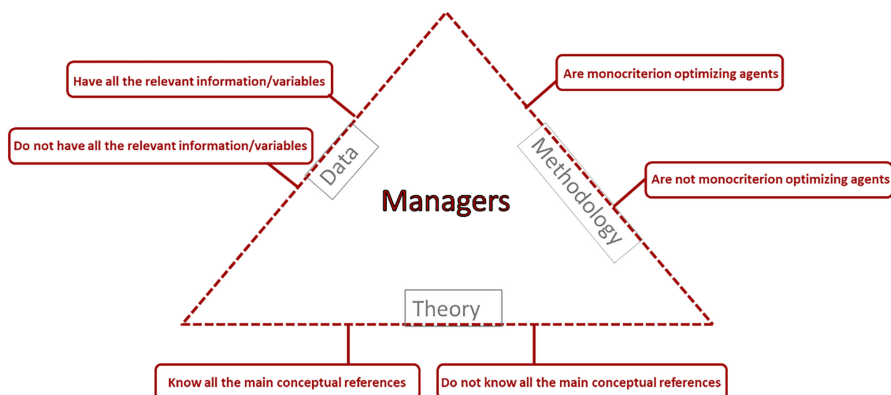 Have all the relevant information/variables
Are monocriterion optimizing agents
Do not have all the relevant information/variables
Data
Methodology
Are not monocriterion optimizing agents
Managers
Theory
Know all the main conceptual references
Do not know all the main conceptual references